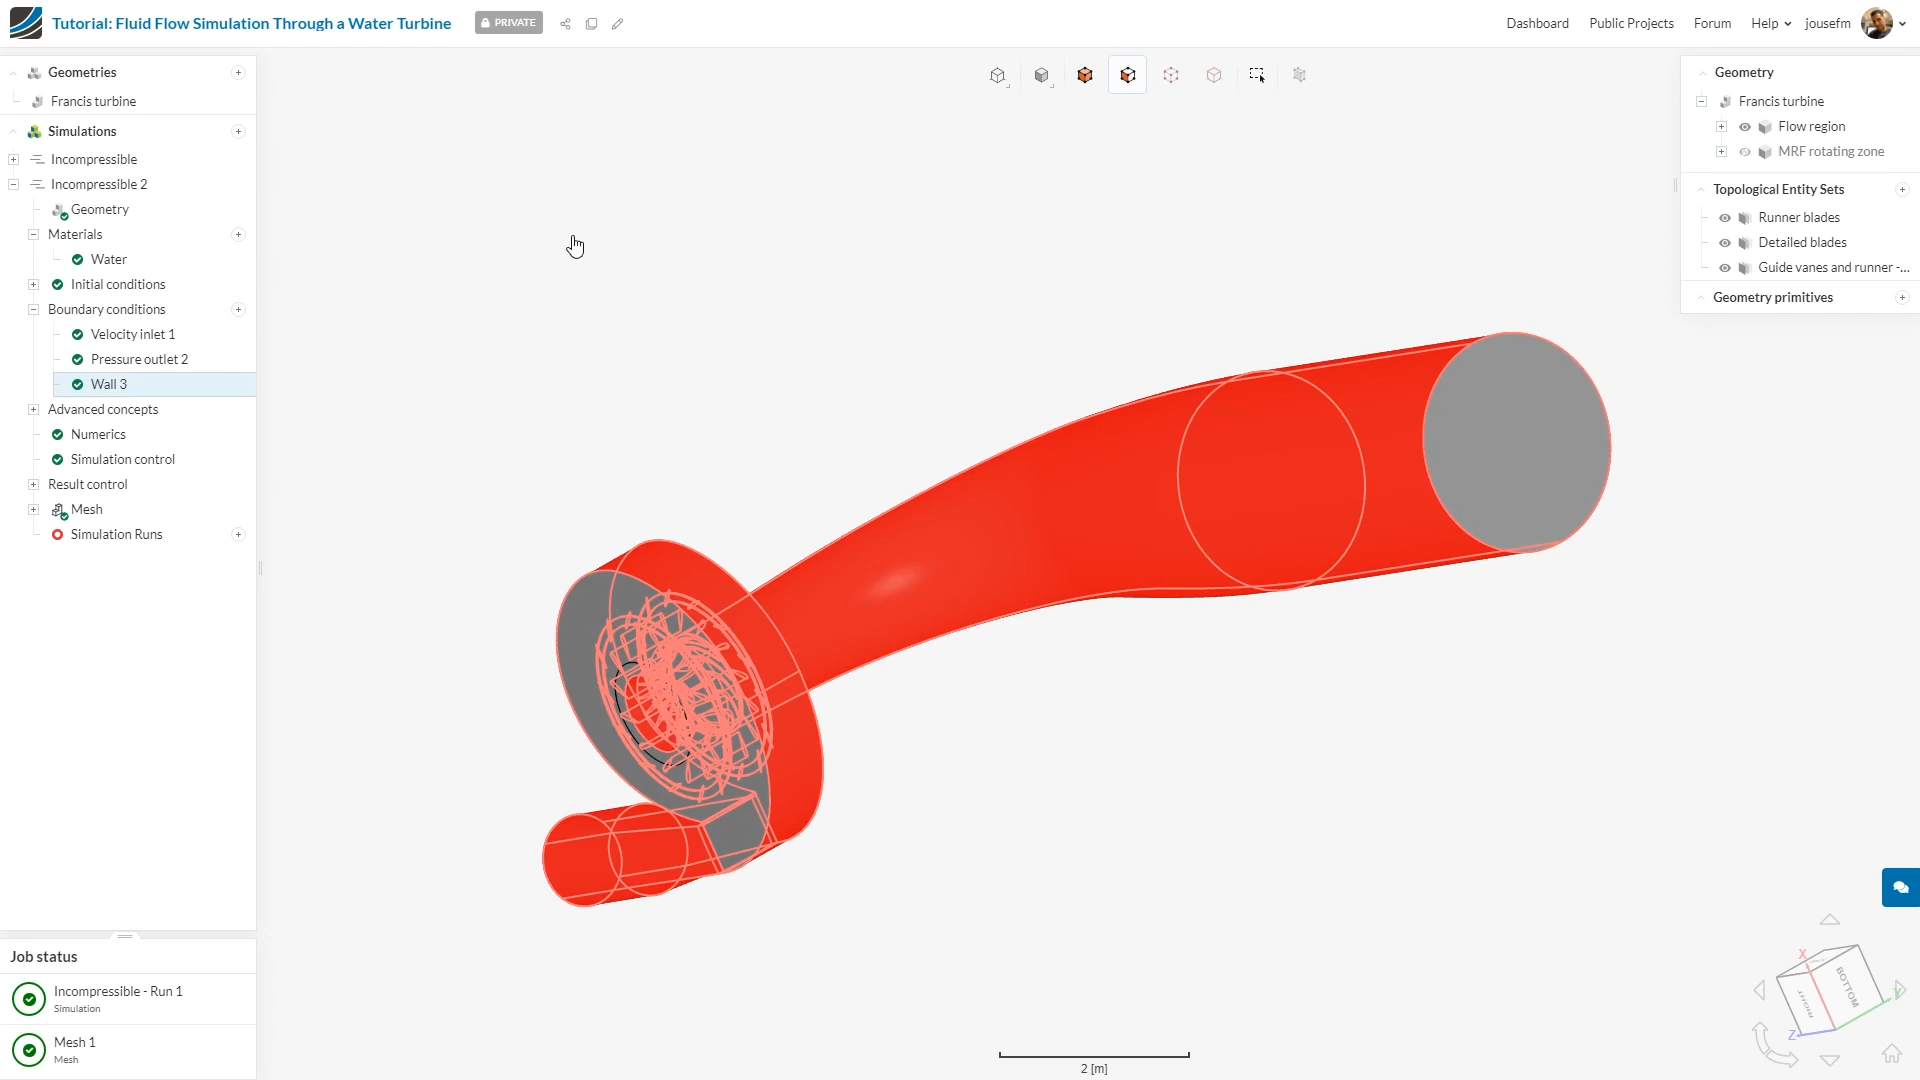 Tutorial: Fluid Flow Simulation Through a Water Turbine
PRIVATE
Dashboard
Public Projects
Forum
Help
jousefm
Geometries
Francis turbine
Simulations
Incompressible
Incompressible 2
Geometry
Materials
Water
Initial conditions
Boundary conditions
Velocity inlet 1
Pressure outlet 2
Wall 3
Advanced concepts
Numerics
Simulation control
Result control
Mesh
Simulation Runs
Job status
Incompressible - Run 1
Simulation
Mesh 1
Mesh
Geometry
Francis turbine
Flow region
MRF rotating zone
Topological Entity Sets
Runner blades
Detailed blades
Guide vanes and runner -...
Geometry primitives
2 [m]
X
BOTTOM
RIGHT
Y
Z